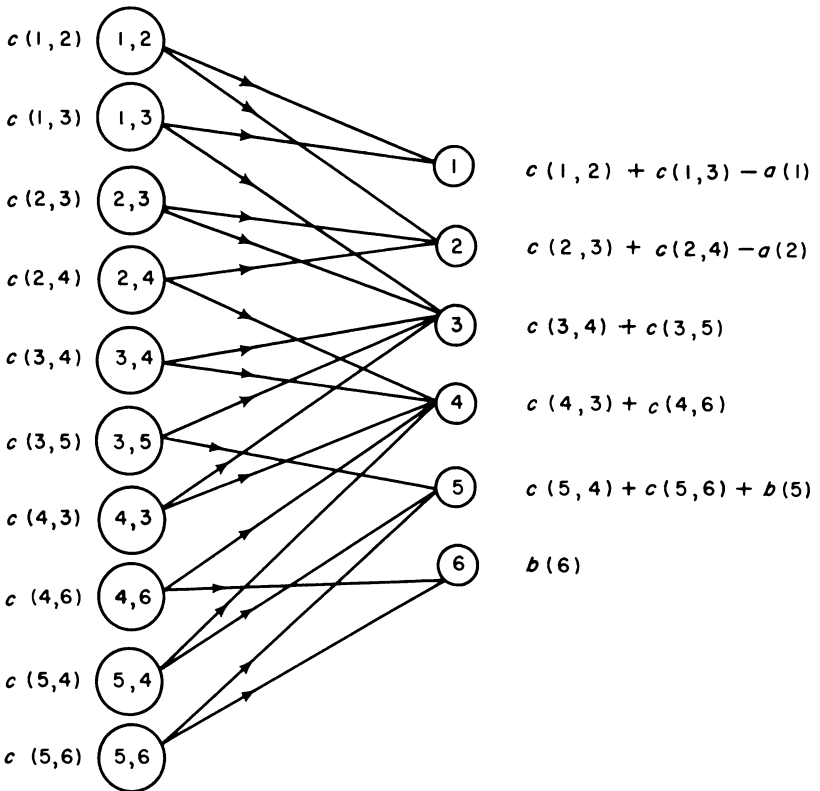 c (1,2) 1,2
c (1,3) 1,3
1 c (1,2) + c (1,3) − a (1)
c (2,3) 2,3
2 c (2,3) + c (2,4) − a (2)
c (2,4) 2,4
3 c (3,4) + c (3,5)
c (3,4) 3,4
4 c (4,3) + c (4,6)
c (3,5) 3,5
5 c (5,4) + c (5,6) + b (5)
c (4,3) 4,3
6 b (6)
c (4,6) 4,6
c (5,4) 5,4
c (5,6) 5,6